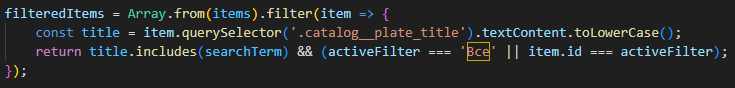 filteredItems = Array.from(items).filter(item => {
    const title = item.querySelector('.catalog__plate_title').textContent.toLowerCase();
    return title.includes(searchTerm) && (activeFilter === 'Все' || item.id === activeFilter);
});